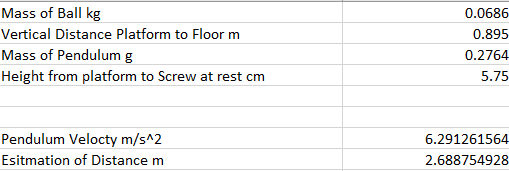 Mass of Ball kg 0.0686
Vertical Distance Platform to Floor m 0.895
Mass of Pendulum g 0.2764
Height from platform to Screw at rest cm 5.75
Pendulum Velocty m/s^2 6.291261564
Esitmation of Distance m 2.688754928